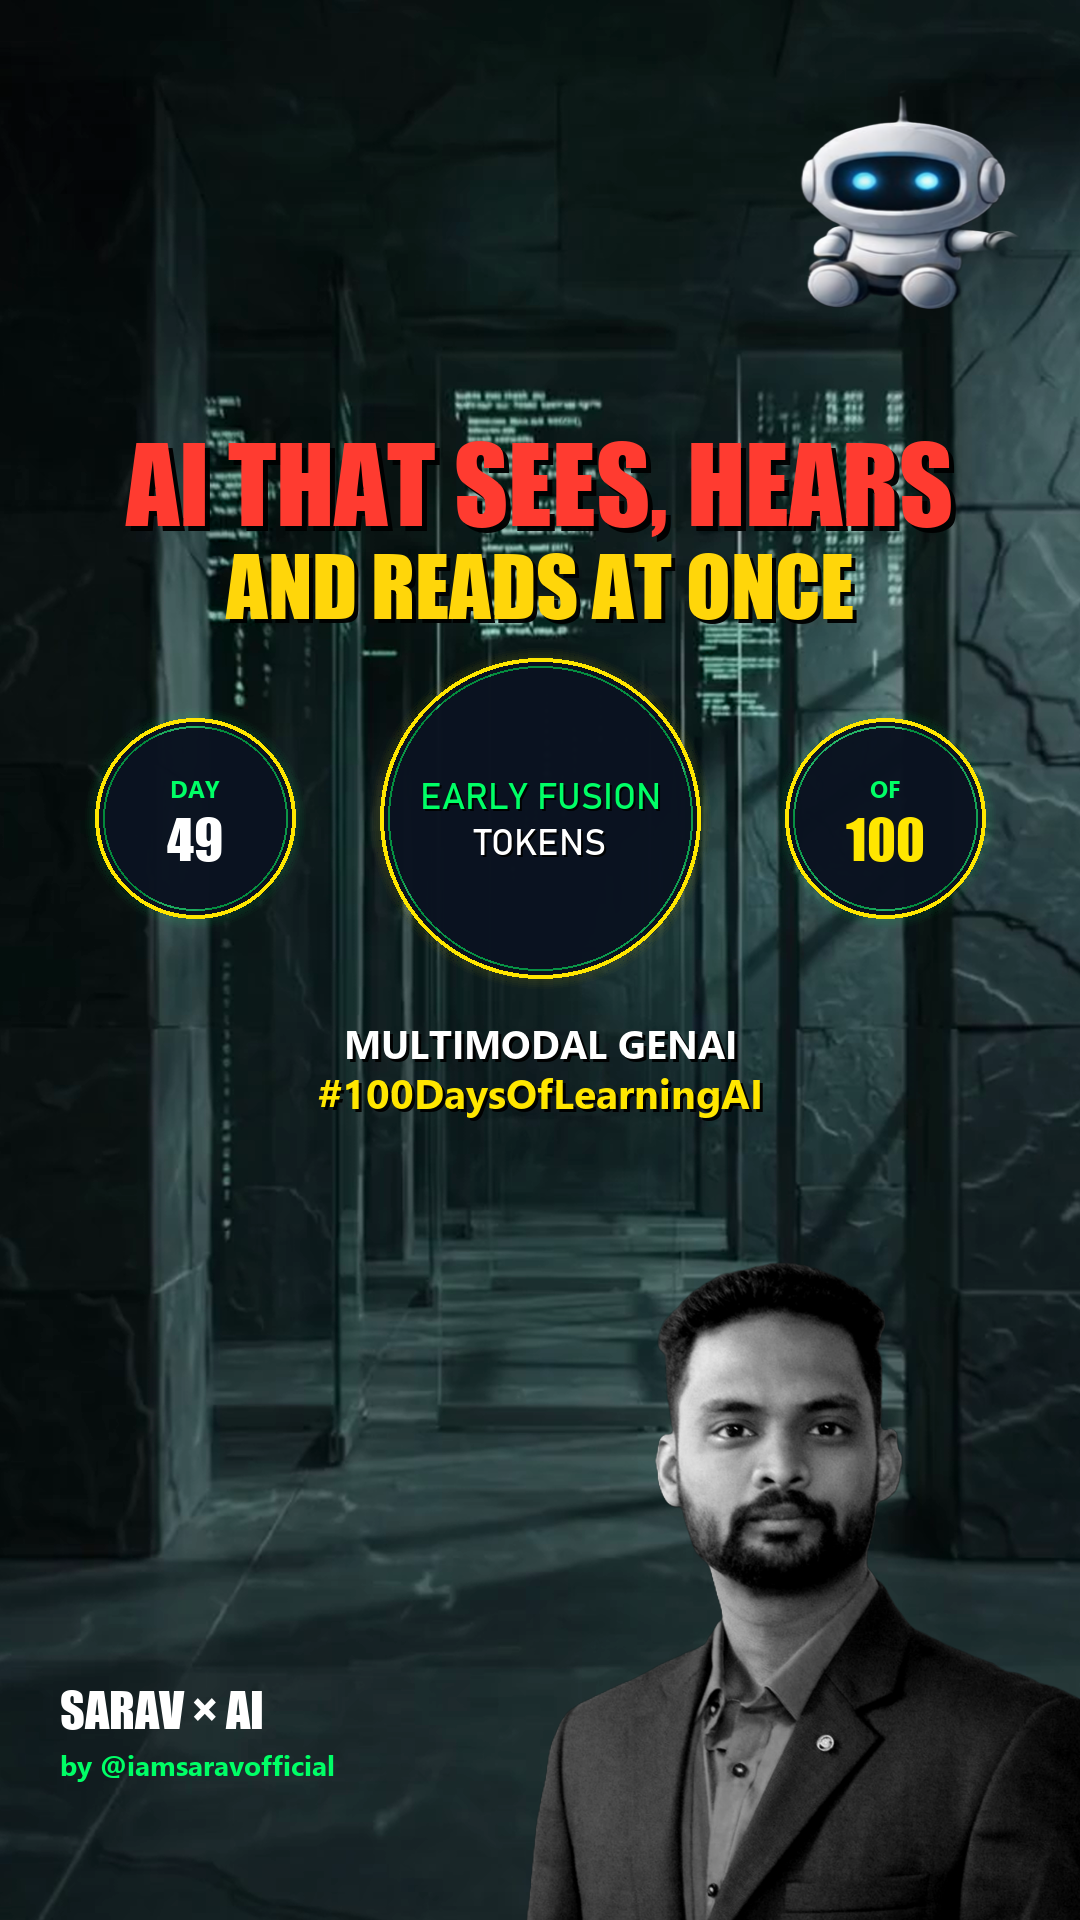 AI THAT SEES, HEARS
AND READS AT ONCE
DAY
49
EARLY FUSION
TOKENS
OF
100
MULTIMODAL GENAI
#100DaysOfLearningAI
SARAV × AI
by @iamsaravofficial